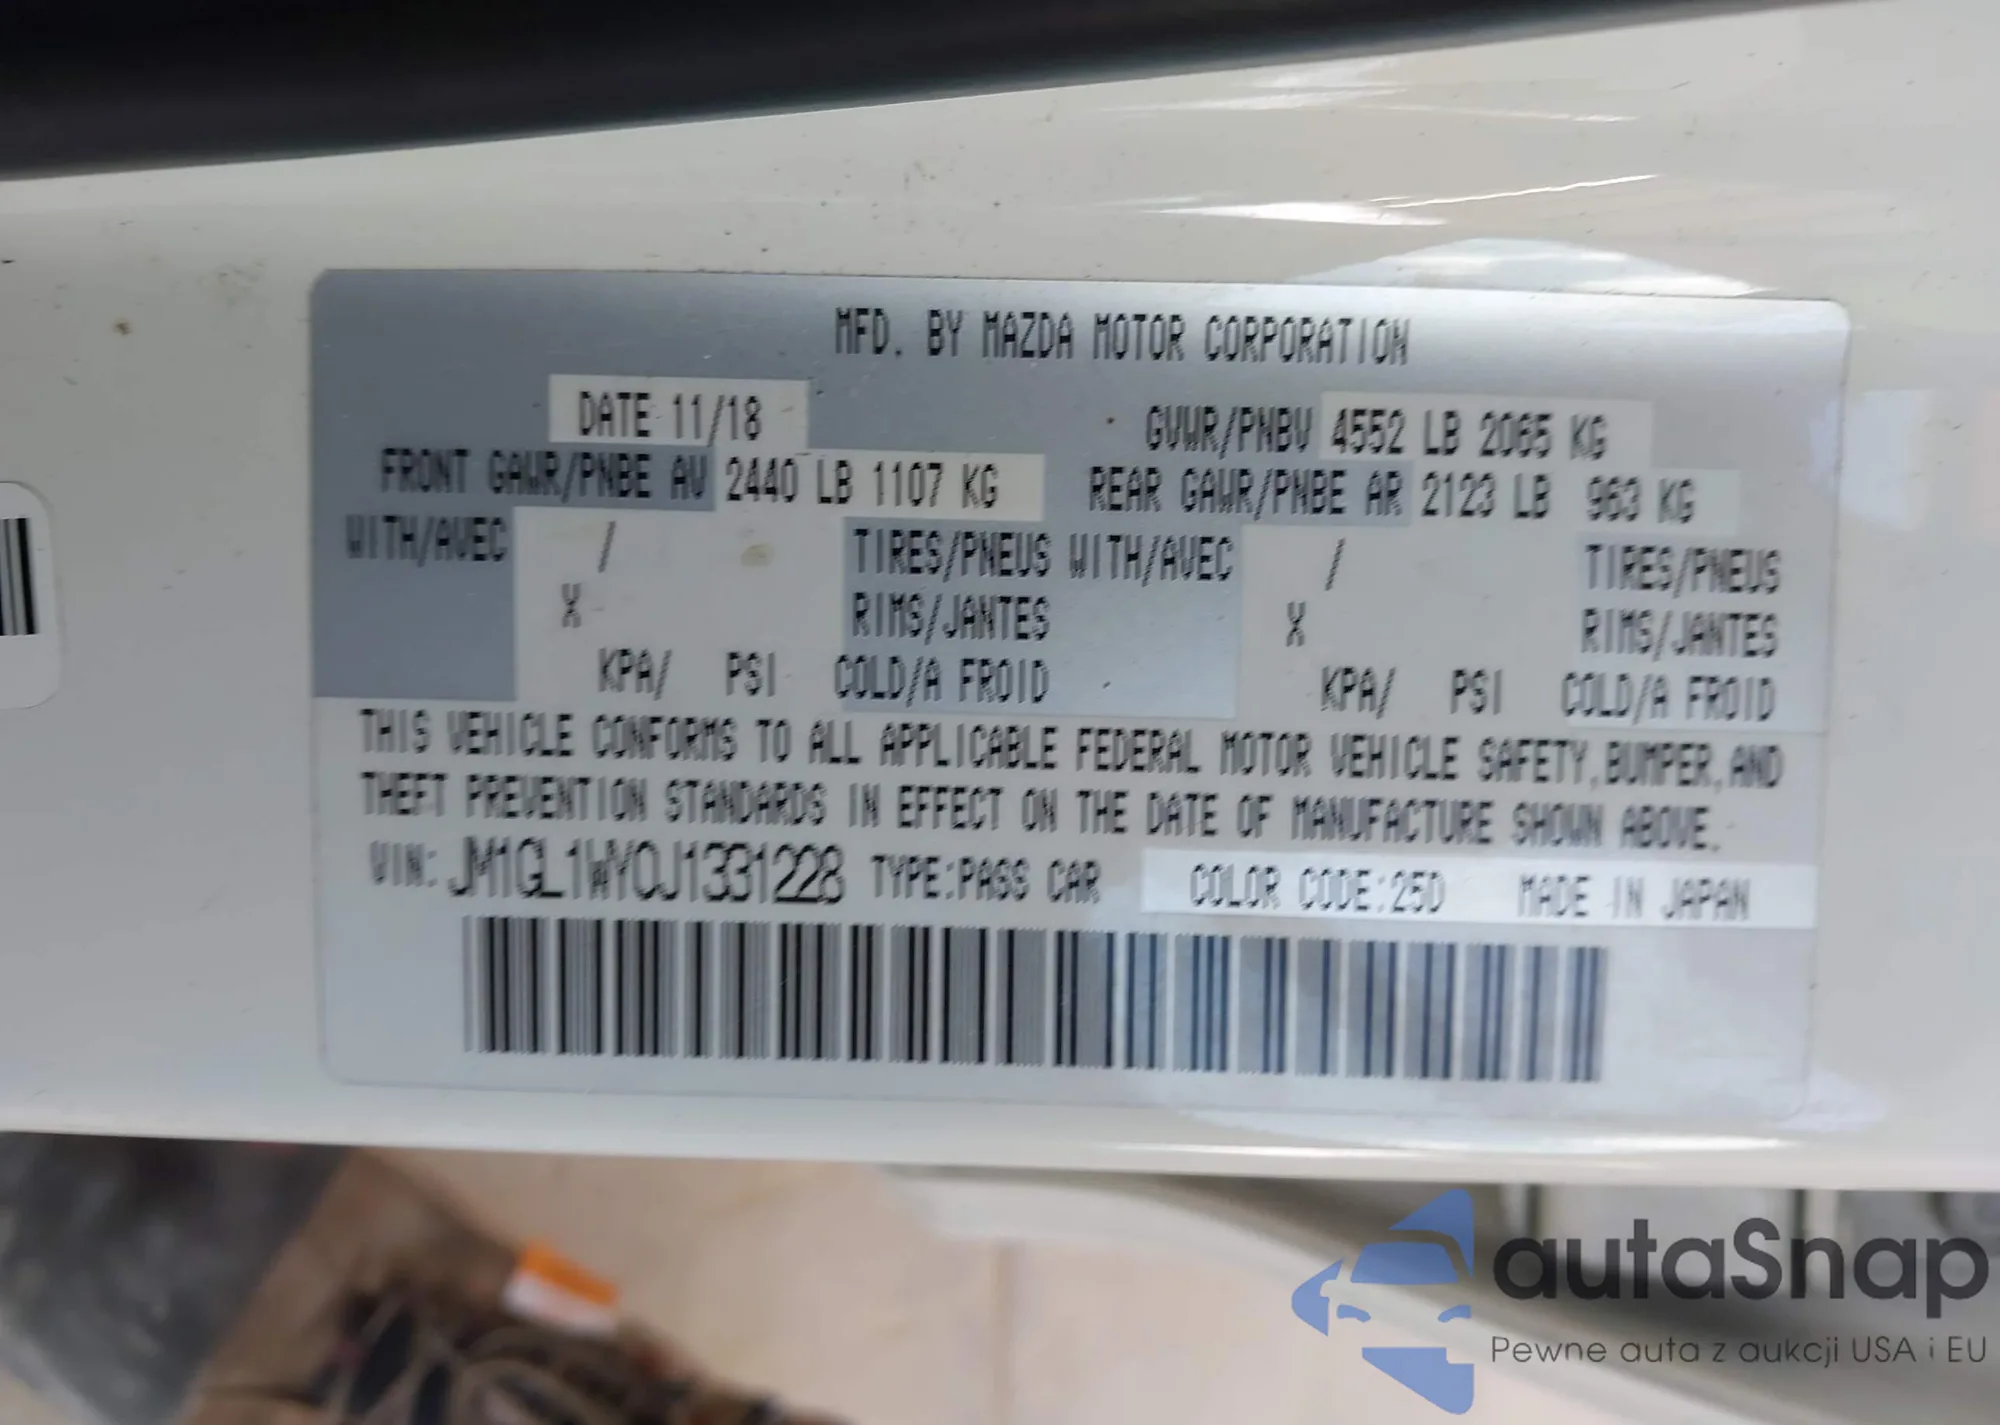 MFD. BY MAZDA MOTOR CORPORATION
DATE 11/18 GVWR/PNBV 4552 LB 2065 KG
FRONT GAWR/PNBE AV 2440 LB 1107 KG REAR GAWR/PNBE AR 2123 LB 963 KG
WITH/AVEC / TIRES/PNEUS WITH/AVEC / TIRES/PNEUS
X RIMS/JANTES X RIMS/JANTES
KPA/ PSI COLD/A FROID KPA/ PSI COLD/A FROID
THIS VEHICLE CONFORMS TO ALL APPLICABLE FEDERAL MOTOR VEHICLE SAFETY, BUMPER, AND
THEFT PREVENTION STANDARDS IN EFFECT ON THE DATE OF MANUFACTURE SHOWN ABOVE.
VIN: JM1GL1WY0J1331228 TYPE:PASS CAR COLOR CODE:25D MADE IN JAPAN
autaSnap
Pewne auta z aukcji USA i EU